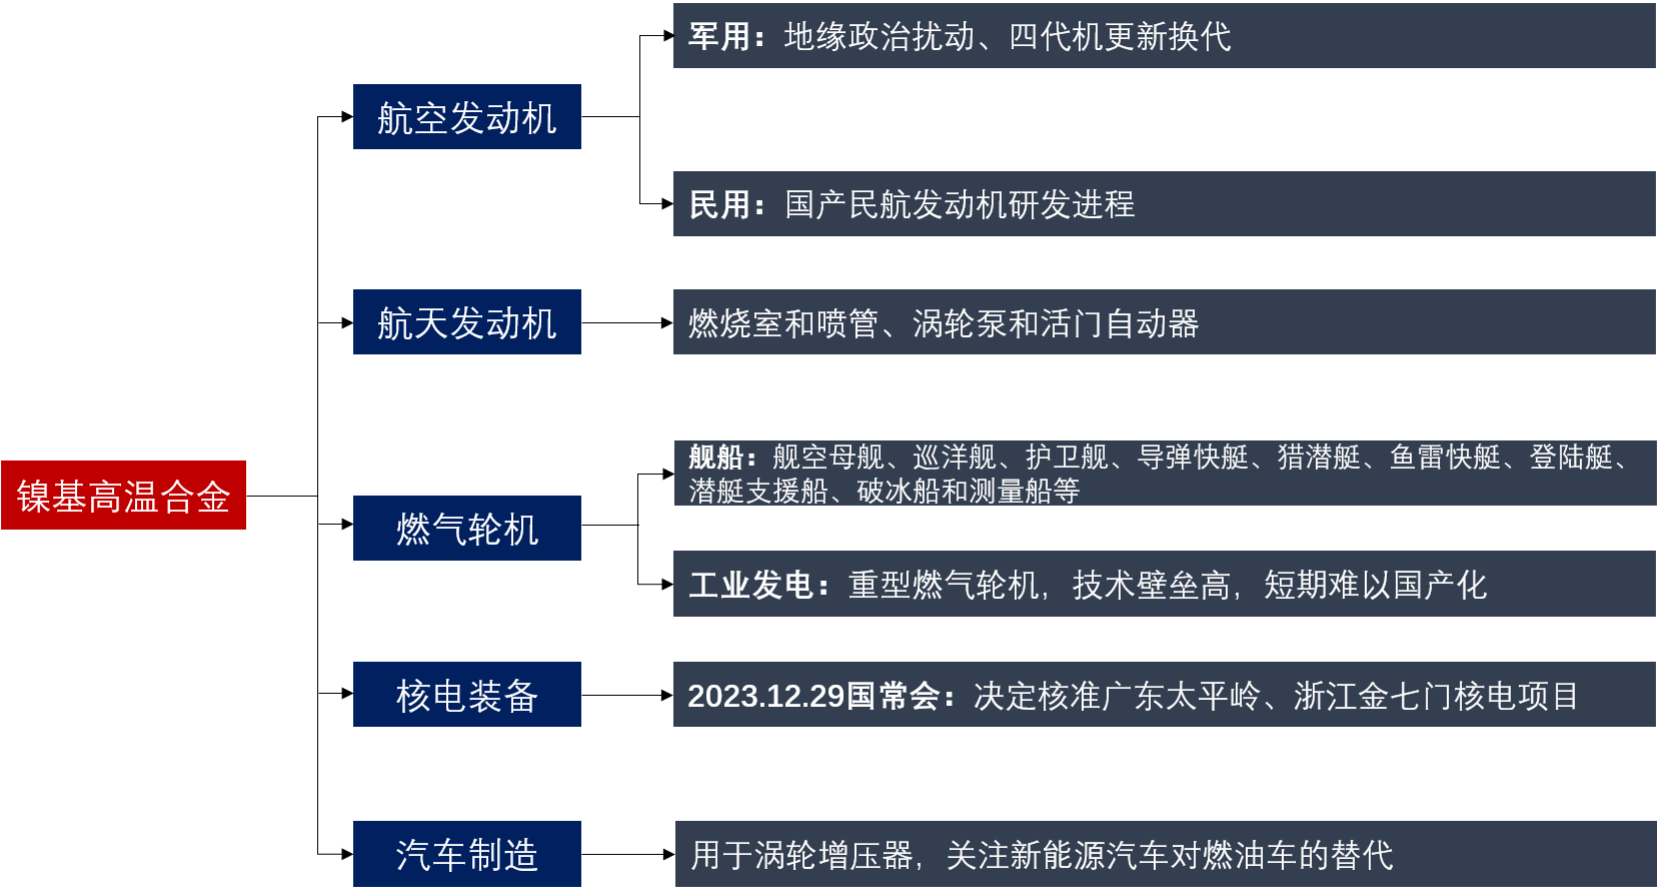 军用：地缘政治扰动、四代机更新换代
航空发动机
民用：国产民航发动机研发进程
航天发动机
燃烧室和喷管、涡轮泵和活门自动器
镍基高温合金
燃气轮机
舰船：舰空母舰、巡洋舰、护卫舰、导弹快艇、猎潜艇、鱼雷快艇、登陆艇、
潜艇支援船、破冰船和测量船等
工业发电：重型燃气轮机，技术壁垒高，短期难以国产化
核电装备
2023.12.29国常会：决定核准广东太平岭、浙江金七门核电项目
汽车制造
用于涡轮增压器，关注新能源汽车对燃油车的替代